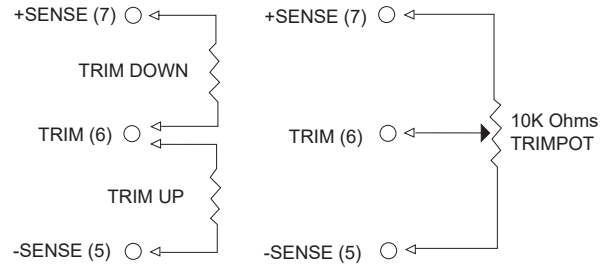 +SENSE (7)
TRIM DOWN
TRIM (6)
TRIM UP
-SENSE (5)
+SENSE (7)
TRIM (6)
10K Ohms
TRIMPOT
-SENSE (5)